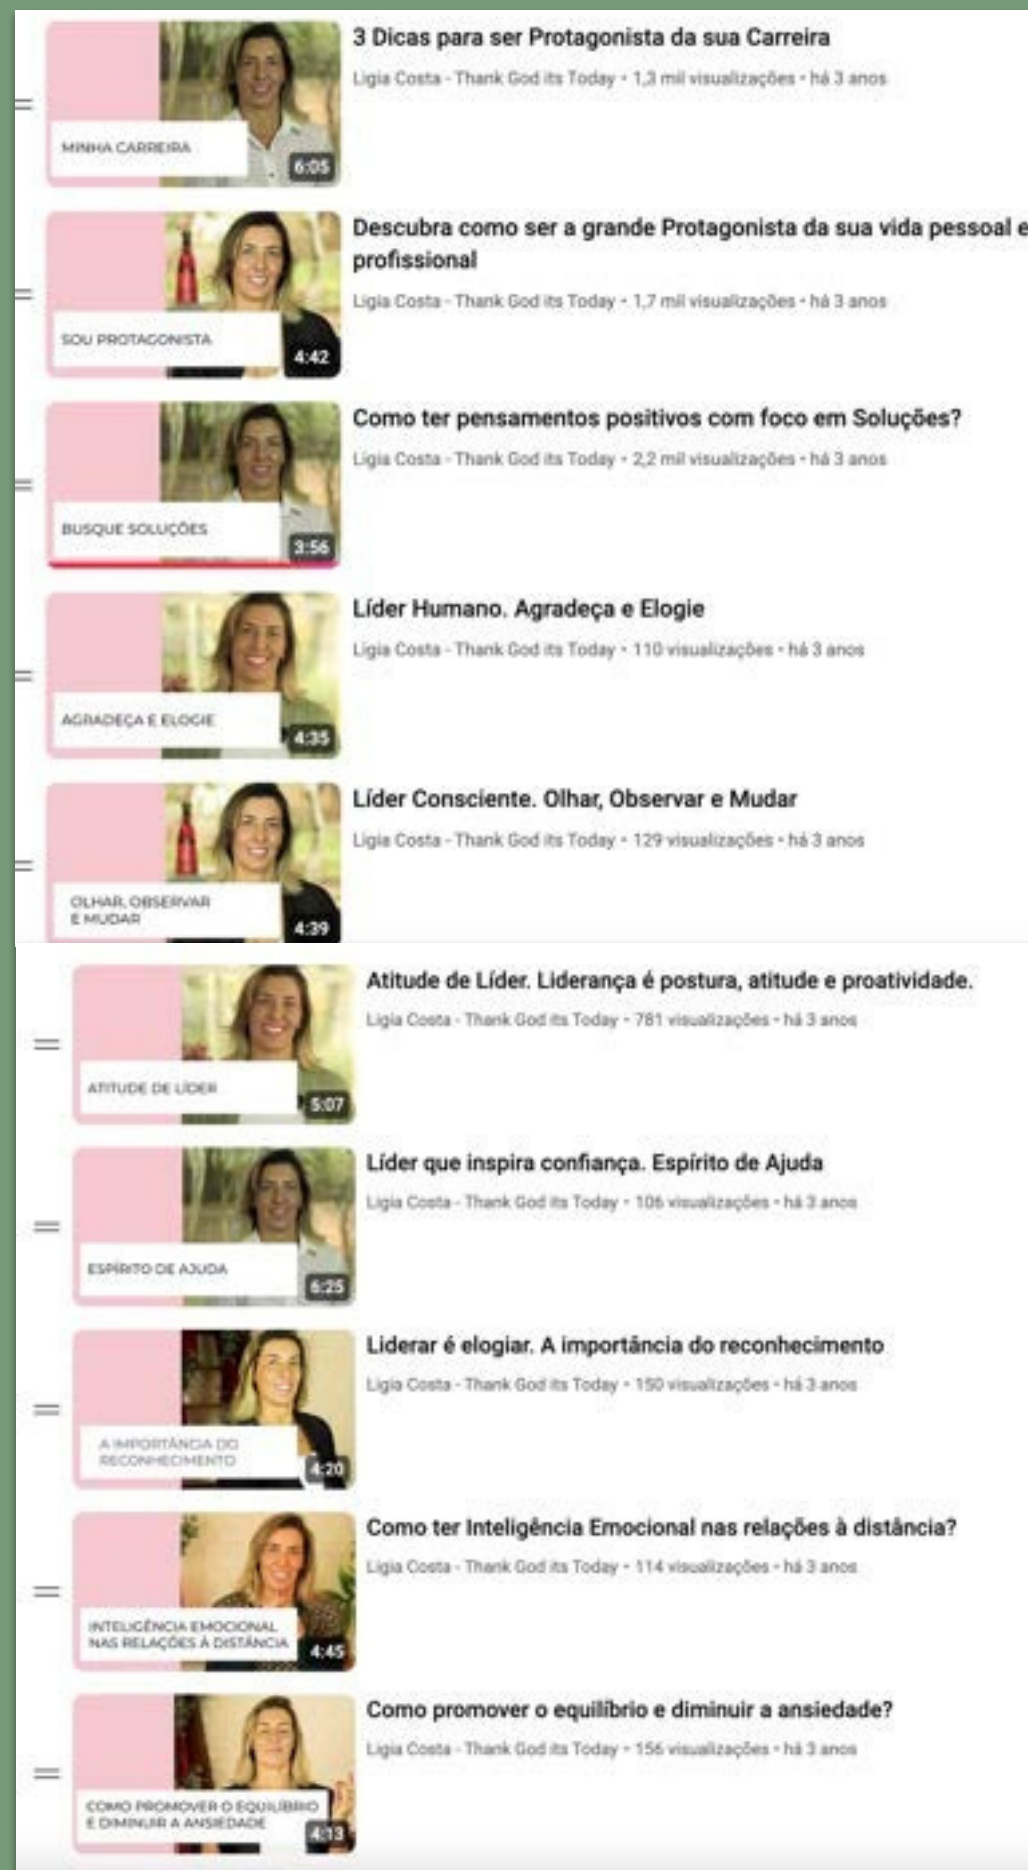 3 Dicas para ser Protagonista da sua Carreira
Ligia Costa - Thank God its Today • 1,3 mil visualizações • há 3 anos
MINHA CARREIRA
6:05
Descubra como ser a grande Protagonista da sua vida pessoal e
profissional
Ligia Costa - Thank God its Today • 1,7 mil visualizações • há 3 anos
SOU PROTAGONISTA
4:42
Como ter pensamentos positivos com foco em Soluções?
Ligia Costa - Thank God its Today • 2,2 mil visualizações • há 3 anos
BUSQUE SOLUÇÕES
3:56
Líder Humano. Agradeça e Elogie
Ligia Costa - Thank God its Today • 110 visualizações • há 3 anos
AGRADEÇA E ELOGIE
4:35
Líder Consciente. Olhar, Observar e Mudar
Ligia Costa - Thank God its Today • 129 visualizações • há 3 anos
OLHAR, OBSERVAR
E MUDAR
4:39
Atitude de Líder. Liderança é postura, atitude e proatividade.
Ligia Costa - Thank God its Today • 781 visualizações • há 3 anos
ATITUDE DE LÍDER
5:07
Líder que inspira confiança. Espírito de Ajuda
Ligia Costa - Thank God its Today • 106 visualizações • há 3 anos
ESPÍRITO DE AJUDA
6:25
Liderar é elogiar. A importância do reconhecimento
Ligia Costa - Thank God its Today • 150 visualizações • há 3 anos
A IMPORTÂNCIA DO
RECONHECIMENTO
4:20
Como ter Inteligência Emocional nas relações à distância?
Ligia Costa - Thank God its Today • 114 visualizações • há 3 anos
INTELIGÊNCIA EMOCIONAL
NAS RELAÇÕES À DISTÂNCIA
4:45
Como promover o equilíbrio e diminuir a ansiedade?
Ligia Costa - Thank God its Today • 156 visualizações • há 3 anos
COMO PROMOVER O EQUILÍBRIO
E DIMINUIR A ANSIEDADE
4:13